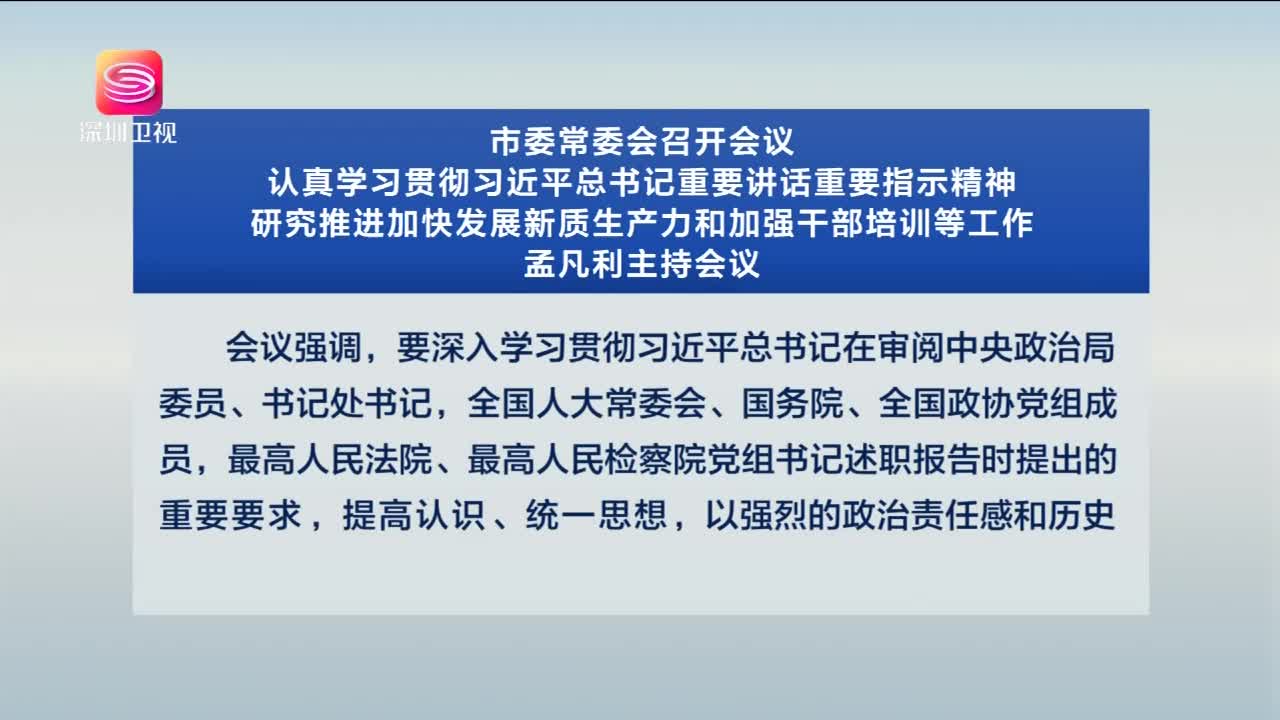 深圳卫视
市委常委会召开会议
认真学习贯彻习近平总书记重要讲话重要指示精神
研究推进加快发展新质生产力和加强干部培训等工作
孟凡利主持会议
会议强调，要深入学习贯彻习近平总书记在审阅中央政治局
委员、书记处书记，全国人大常委会、国务院、全国政协党组成
员，最高人民法院、最高人民检察院党组书记述职报告时提出的
重要要求，提高认识、统一思想，以强烈的政治责任感和历史